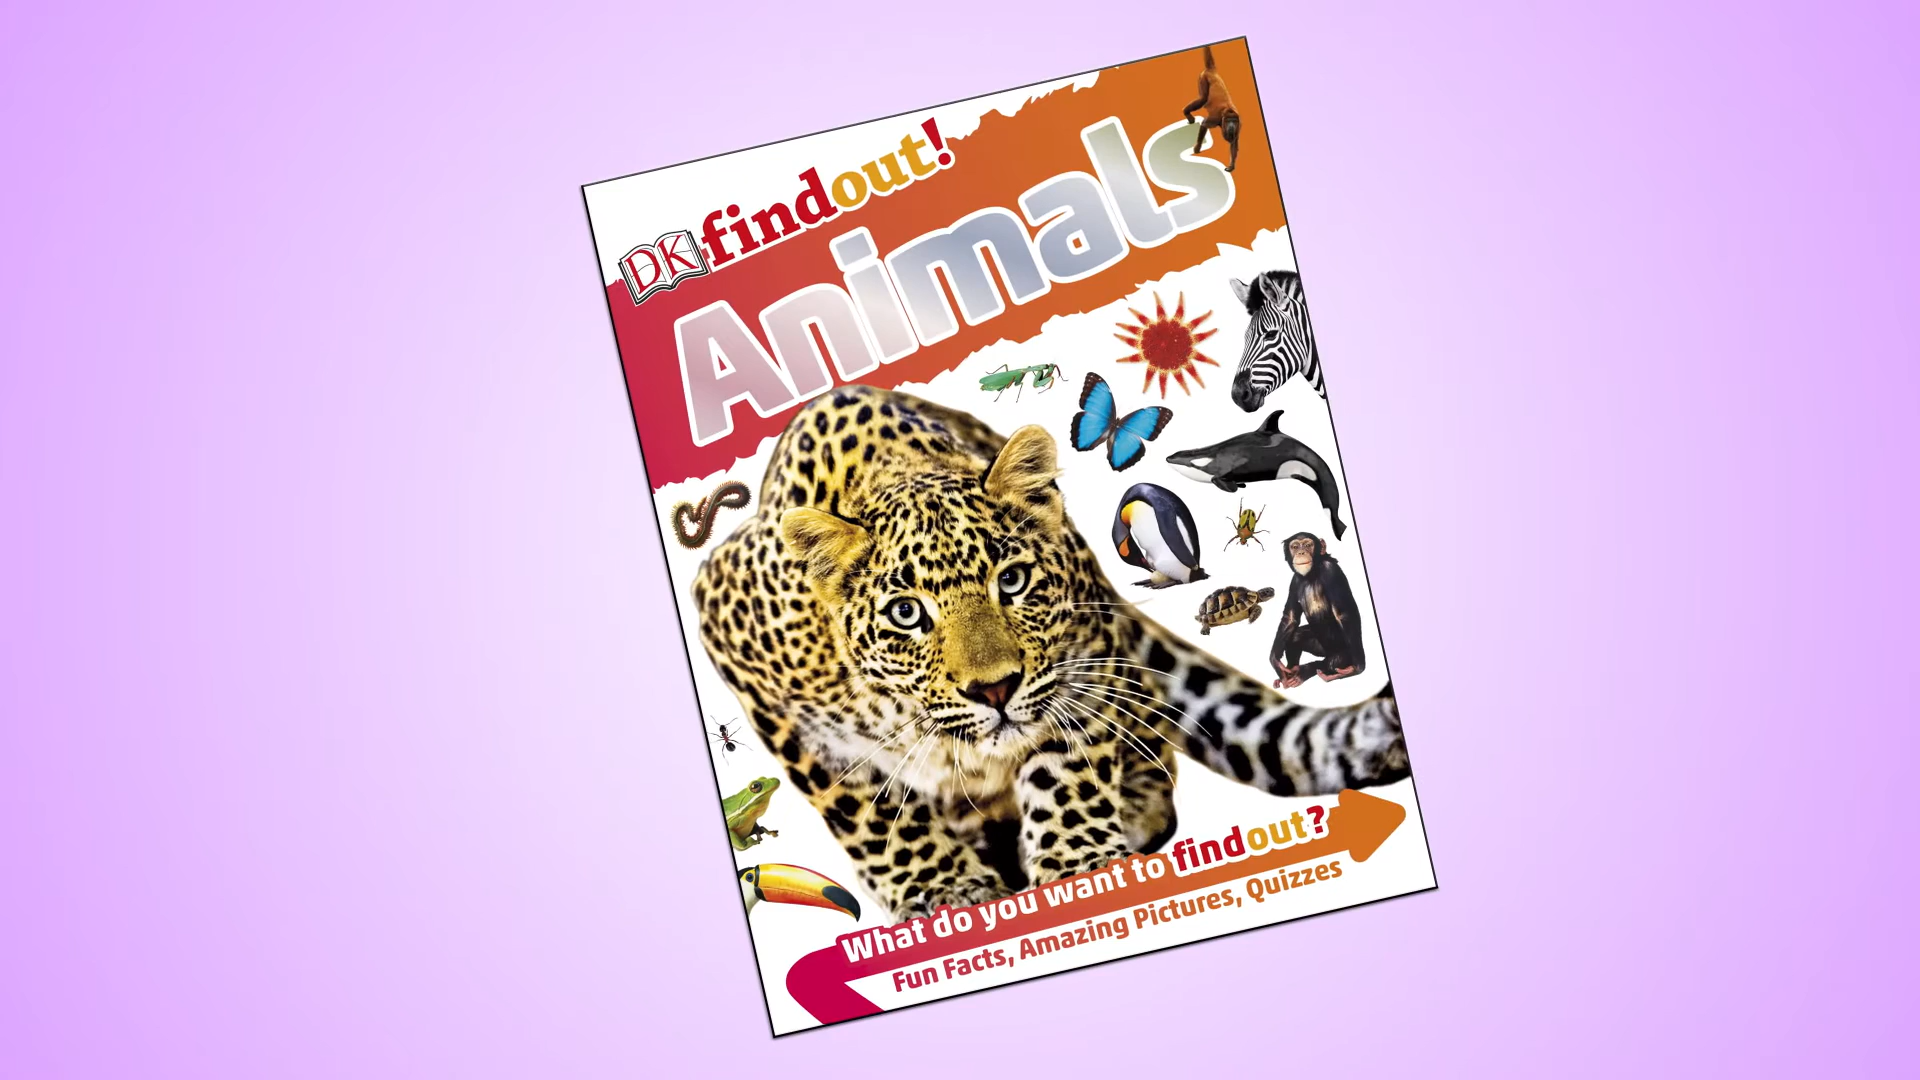 DK findout!
Animals
What do you want to findout?
Fun Facts, Amazing Pictures, Quizzes